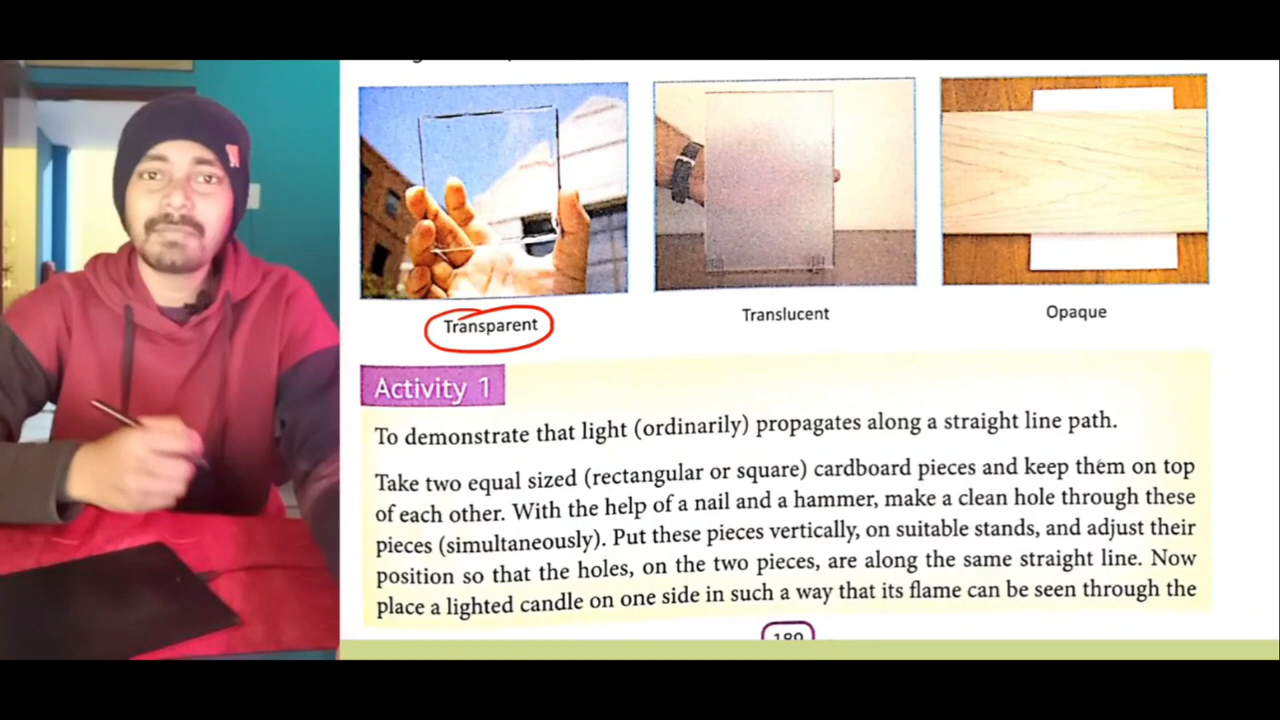 Transparent
Translucent
Opaque
Activity 1
To demonstrate that light (ordinarily) propagates along a straight line path.
Take two equal sized (rectangular or square) cardboard pieces and keep them on top
of each other. With the help of a nail and a hammer, make a clean hole through these
pieces (simultaneously). Put these pieces vertically, on suitable stands, and adjust their
position so that the holes, on the two pieces, are along the same straight line. Now
place a lighted candle on one side in such a way that its flame can be seen through the